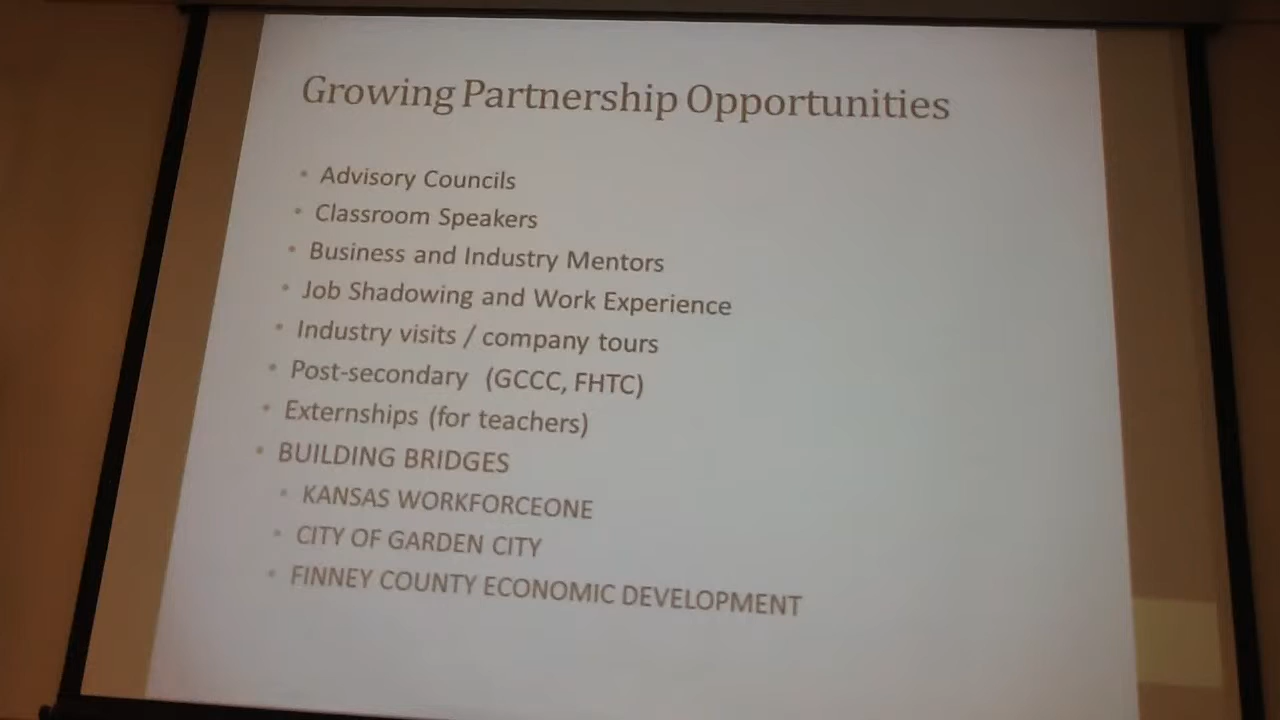 Growing Partnership Opportunities
• Advisory Councils
• Classroom Speakers
• Business and Industry Mentors
• Job Shadowing and Work Experience
• Industry visits / company tours
• Post-secondary (GCCC, FHTC)
• Externships (for teachers)
• BUILDING BRIDGES
• KANSAS WORKFORCEONE
• CITY OF GARDEN CITY
• FINNEY COUNTY ECONOMIC DEVELOPMENT